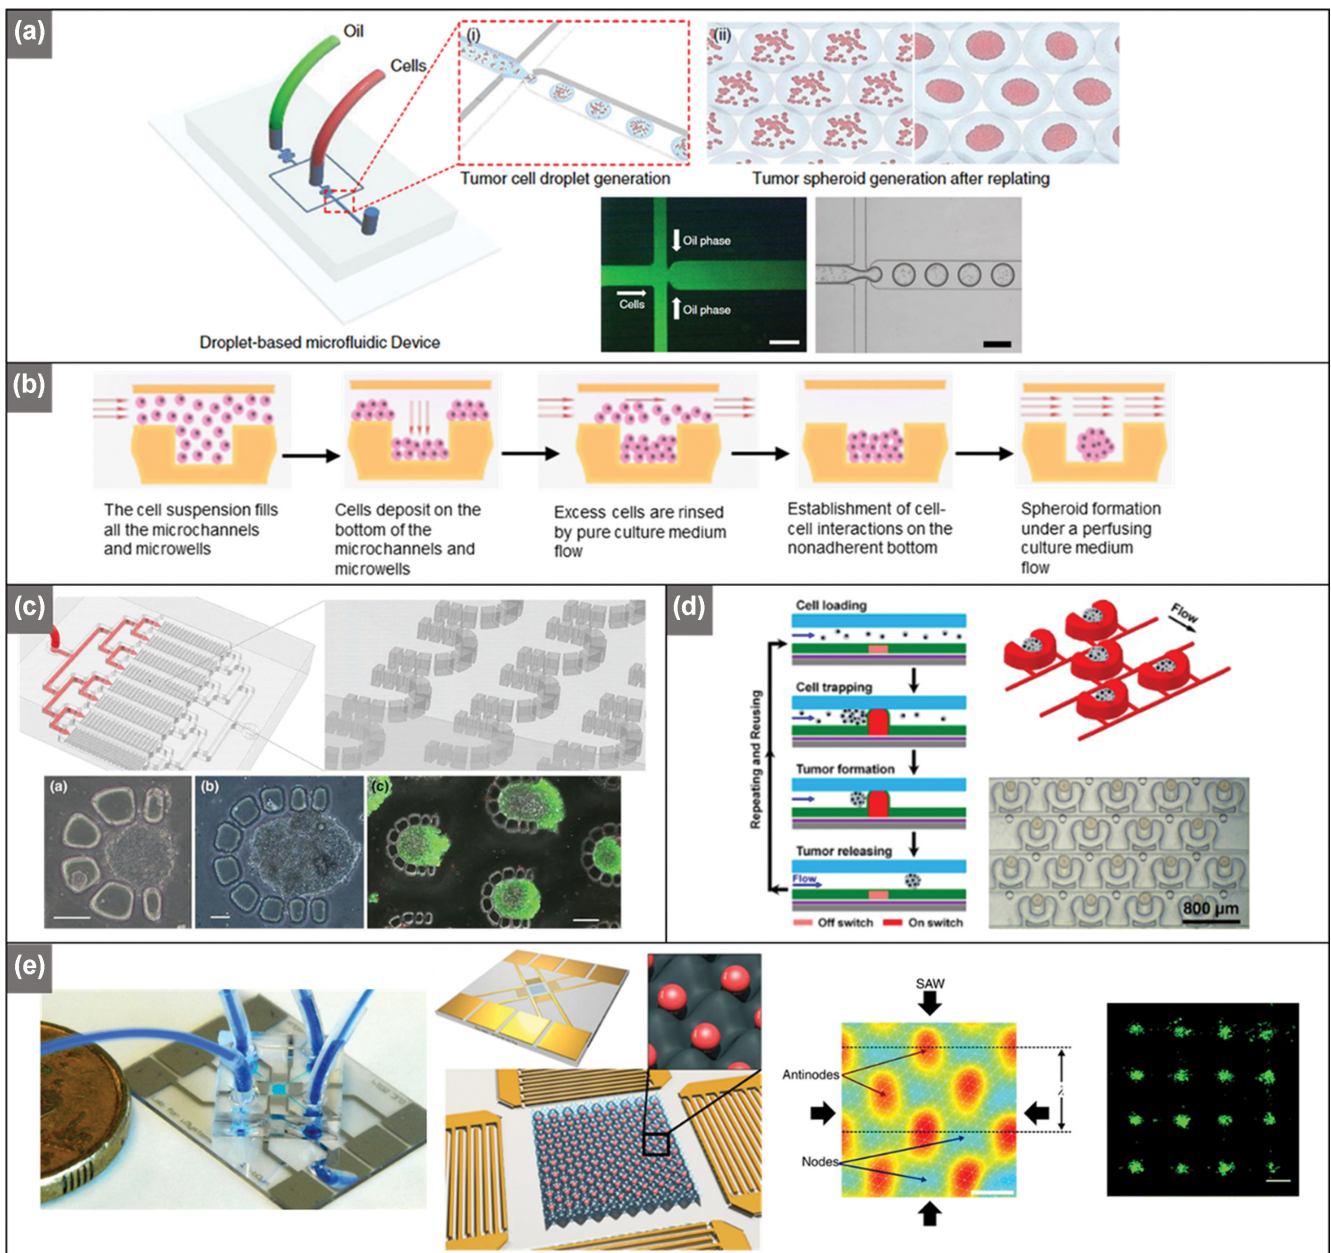 (a)
Oil
Cells
(i)
(ii)
Tumor cell droplet generation
Tumor spheroid generation after replating
Oil phase
Cells
Oil phase
Droplet-based microfluidic Device
(b)
The cell suspension fills
all the microchannels
and microwells
Cells deposit on the
bottom of the
microchannels and
microwells
Excess cells are rinsed
by pure culture medium
flow
Establishment of cell-
cell interactions on the
nonadherent bottom
Spheroid formation
under a perfusing
culture medium
flow
(c)
(a)
(b)
(c)
(d)
Cell loading
Cell trapping
Tumor formation
Tumor releasing
Flow
Repeating and Reusing
Off switch
On switch
Flow
800 µm
(e)
SAW
Antinodes
Nodes
λ